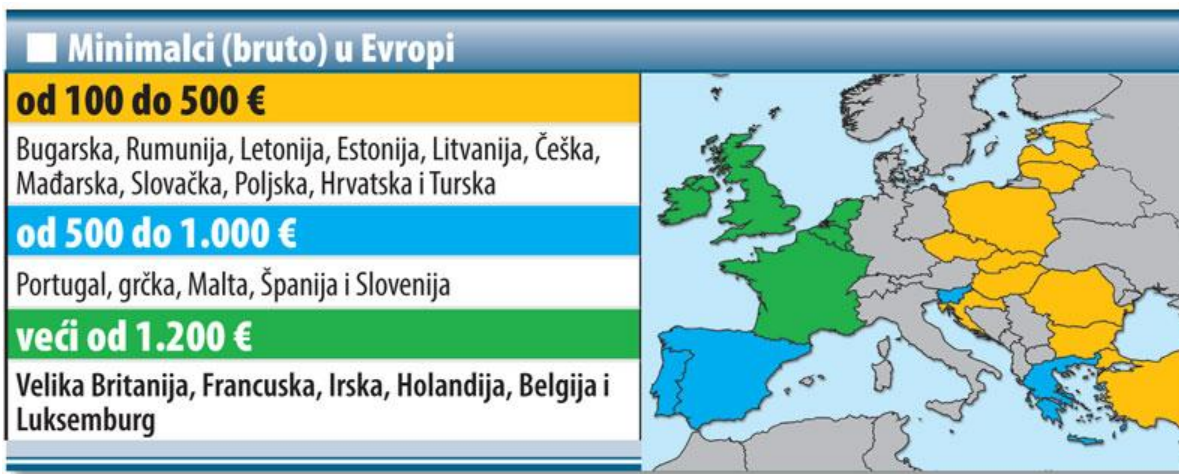 Minimalci (bruto) u Evropi
od 100 do 500 €
Bugarska, Rumunija, Letonija, Estonija, Litvanija, Češka,
Mađarska, Slovačka, Poljska, Hrvatska i Turska
od 500 do 1.000 €
Portugal, grčka, Malta, Španija i Slovenija
veći od 1.200 €
Velika Britanija, Francuska, Irska, Holandija, Belgija i
Luksemburg